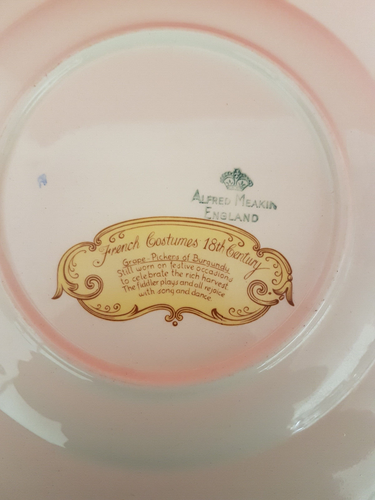 ALFRED MEAKIN
ENGLAND
French Costumes 18th Century
Grape Pickers of Burgundy
Still worn on festive occasions
to celebrate the rich harvest
The fiddler plays and all rejoice
with song and dance